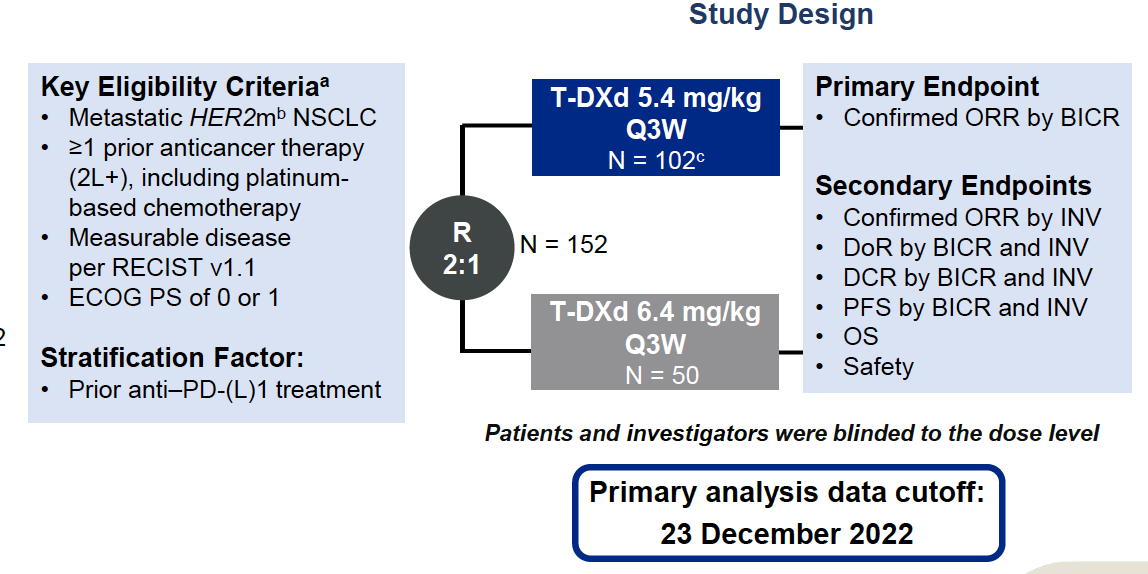 Study Design
Key Eligibility Criteriaᵃ
• Metastatic HER2mᵇ NSCLC
• ≥1 prior anticancer therapy
(2L+), including platinum-
based chemotherapy
• Measurable disease
per RECIST v1.1
• ECOG PS of 0 or 1
Stratification Factor:
• Prior anti–PD-(L)1 treatment
R
2:1
N = 152
T-DXd 5.4 mg/kg
Q3W
N = 102ᶜ
T-DXd 6.4 mg/kg
Q3W
N = 50
Primary Endpoint
• Confirmed ORR by BICR
Secondary Endpoints
• Confirmed ORR by INV
• DoR by BICR and INV
• DCR by BICR and INV
• PFS by BICR and INV
• OS
• Safety
Patients and investigators were blinded to the dose level
Primary analysis data cutoff:
23 December 2022